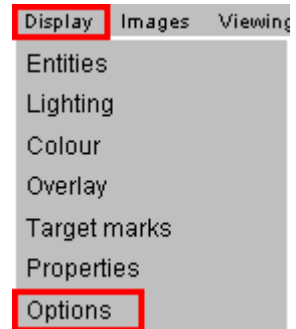 Display Images Viewing
Entities
Lighting
Colour
Overlay
Target marks
Properties
Options